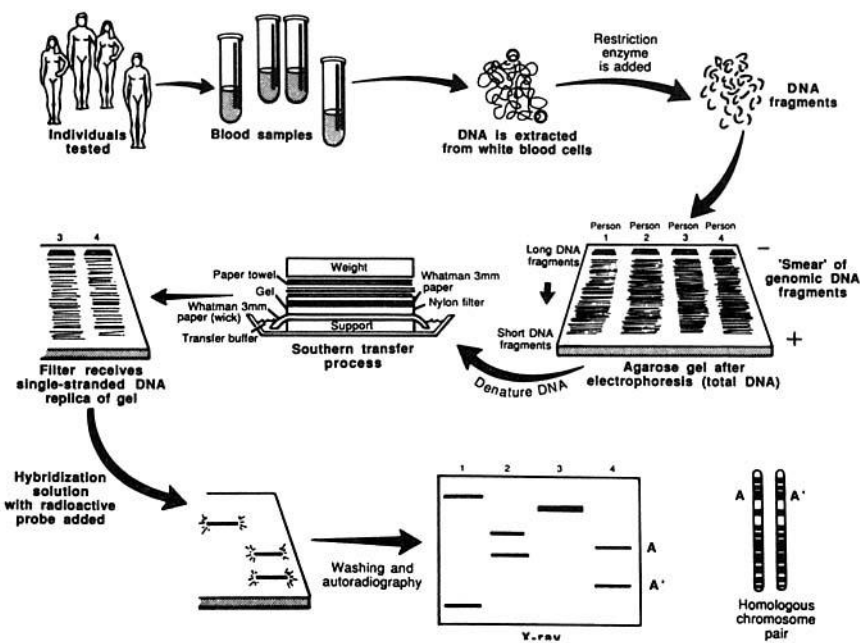 Individuals
tested
Blood samples
DNA is extracted
from white blood cells
Restriction
enzyme
is added
DNA
fragments
Person
1
Person
2
Person
3
Person
4
Long DNA
fragments
Short DNA
fragments
−
+
'Smear' of
genomic DNA
fragments
Agarose gel after
electrophoresis (total DNA)
Denature DNA
Weight
Paper towel
Gel
Whatman 3mm
paper (wick)
Transfer buffer
Whatman
3mm
paper
Nylon filter
Support
Southern transfer
process
3 4
Filter receives
single-stranded DNA
replica of gel
Hybridization
solution
with radioactive
probe added
Washing and
autoradiography
1 2 3 4
A
A'
X-ray
A A'
Homologous
chromosome
pair